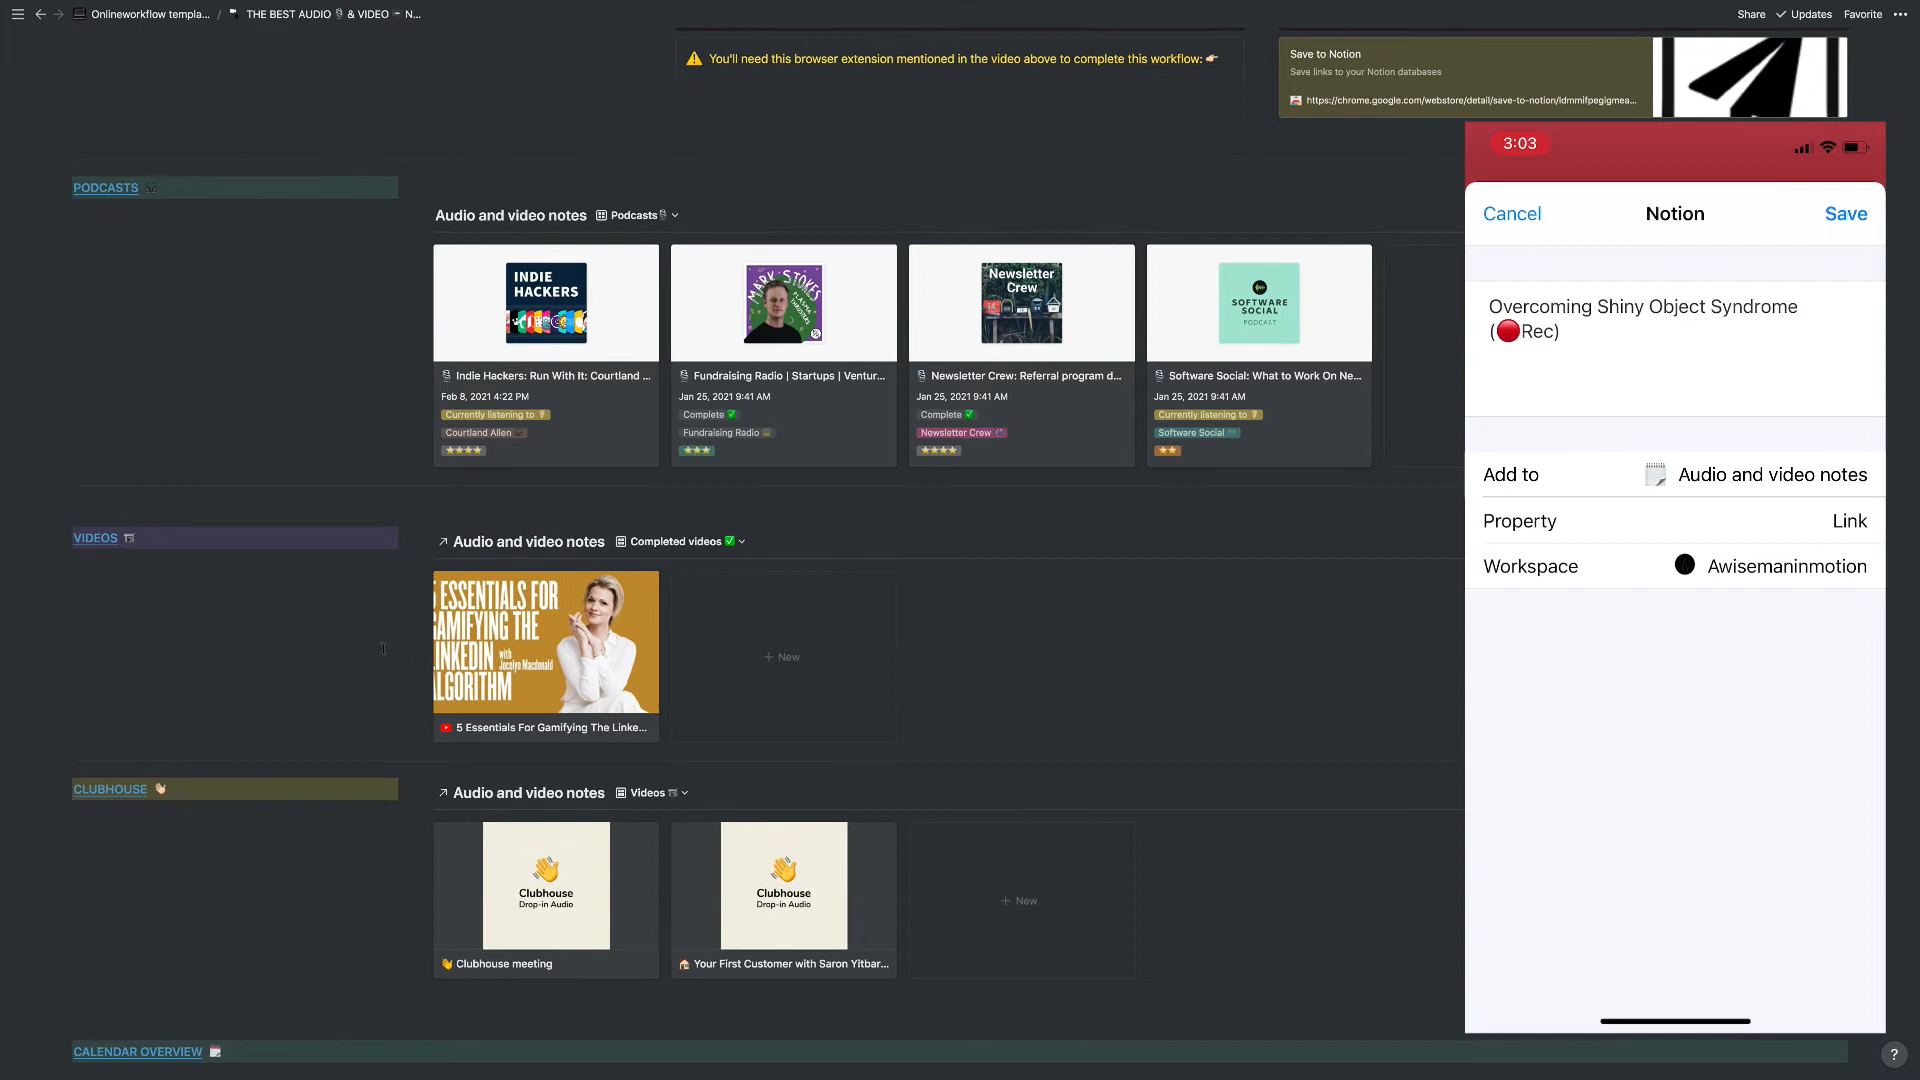 Onlineworkflow templa... / THE BEST AUDIO 🎙 & VIDEO 📹 N...
Share ✓ Updates Favorite •••
⚠️ You'll need this browser extension mentioned in the video above to complete this workflow: 👉🏻
Save to Notion
Save links to your Notion databases
https://chrome.google.com/webstore/detail/save-to-notion/ldmmifpegigmea...
PODCASTS 🎧
Audio and video notes Podcasts🎙
INDIE
HACKERS
MARK STOKES
Newsletter
Crew
SOFTWARE
SOCIAL
PODCAST
🎙 Indie Hackers: Run With It: Courtland ...
Feb 8, 2021 4:22 PM
Currently listening to 👂
Courtland Allen
⭐⭐⭐⭐
🎙 Fundraising Radio | Startups | Ventur...
Jan 25, 2021 9:41 AM
Complete ✅
Fundraising Radio
⭐⭐⭐
🎙 Newsletter Crew: Referral program d...
Jan 25, 2021 9:41 AM
Complete ✅
Newsletter Crew
⭐⭐⭐⭐
🎙 Software Social: What to Work On Ne...
Jan 25, 2021 9:41 AM
Currently listening to 👂
Software Social
⭐⭐
VIDEOS
↗ Audio and video notes Completed videos ✅
5 ESSENTIALS FOR
GAMIFYING THE
LINKEDIN with Jocelyn Macdonald
ALGORITHM
5 Essentials For Gamifying The Linke...
+ New
CLUBHOUSE 👋🏻
↗ Audio and video notes Videos
👋
Clubhouse
Drop-in Audio
👋 Clubhouse meeting
👋
Clubhouse
Drop-in Audio
🏠 Your First Customer with Saron Yitbar...
+ New
CALENDAR OVERVIEW
3:03
Cancel Notion Save
Overcoming Shiny Object Syndrome
(🔴Rec)
Add to Audio and video notes
Property Link
Workspace Awisemaninmotion
?